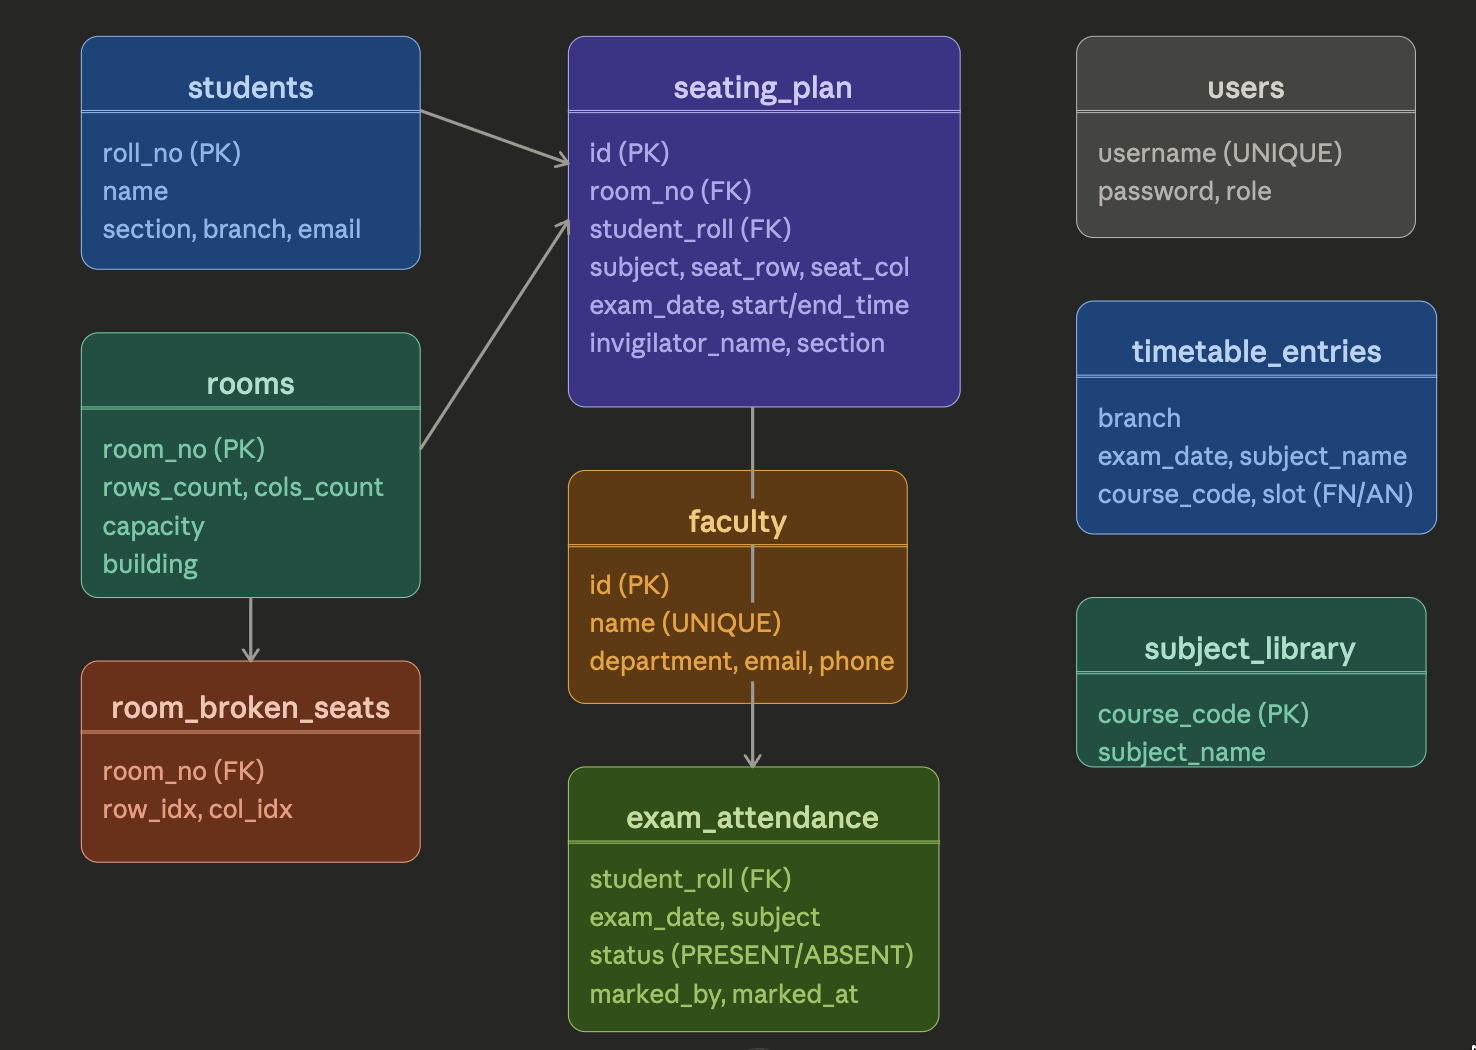 students
roll_no (PK)
name
section, branch, email
rooms
room_no (PK)
rows_count, cols_count
capacity
building
room_broken_seats
room_no (FK)
row_idx, col_idx
seating_plan
id (PK)
room_no (FK)
student_roll (FK)
subject, seat_row, seat_col
exam_date, start/end_time
invigilator_name, section
faculty
id (PK)
name (UNIQUE)
department, email, phone
exam_attendance
student_roll (FK)
exam_date, subject
status (PRESENT/ABSENT)
marked_by, marked_at
users
username (UNIQUE)
password, role
timetable_entries
branch
exam_date, subject_name
course_code, slot (FN/AN)
subject_library
course_code (PK)
subject_name